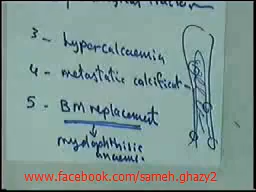 3 - hypercalcaemia
4 - metastatic calcificat-
5 - BM replacement
myelophthisic
anaemia
www.facebook.com/sameh.ghazy2